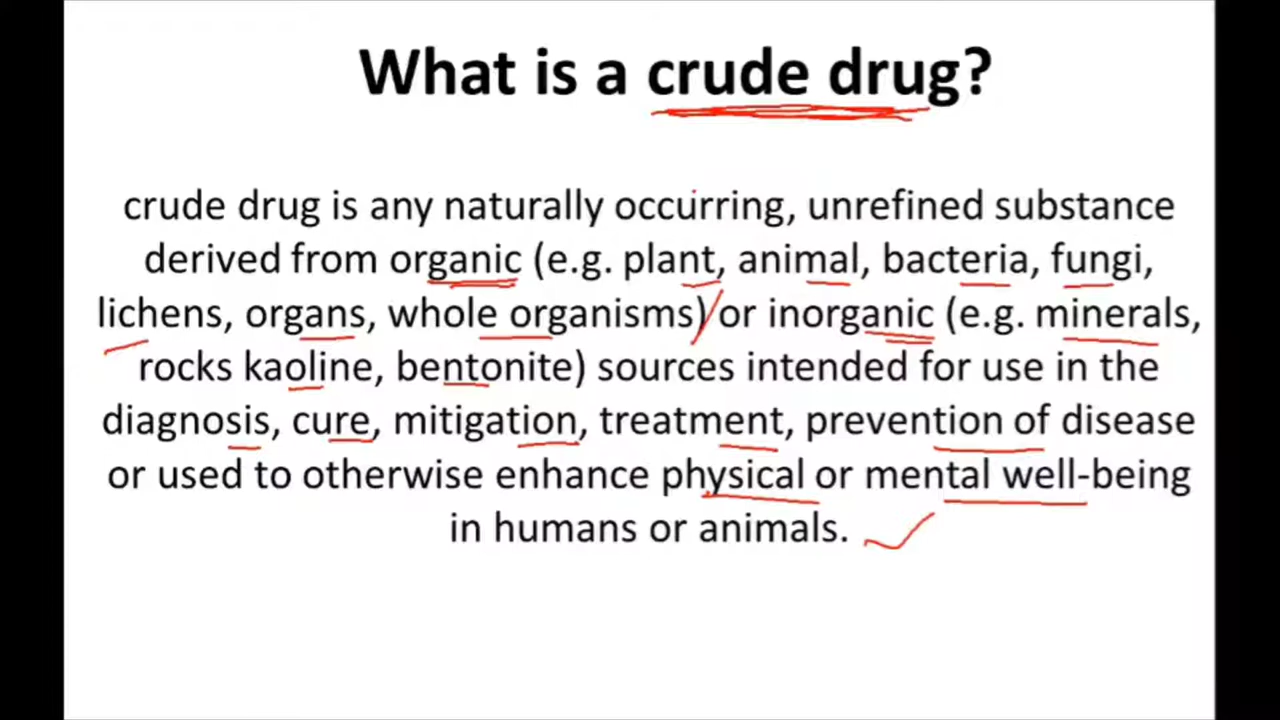 What is a crude drug?
crude drug is any naturally occurring, unrefined substance
derived from organic (e.g. plant, animal, bacteria, fungi,
lichens, organs, whole organisms) or inorganic (e.g. minerals,
rocks kaoline, bentonite) sources intended for use in the
diagnosis, cure, mitigation, treatment, prevention of disease
or used to otherwise enhance physical or mental well-being
in humans or animals.